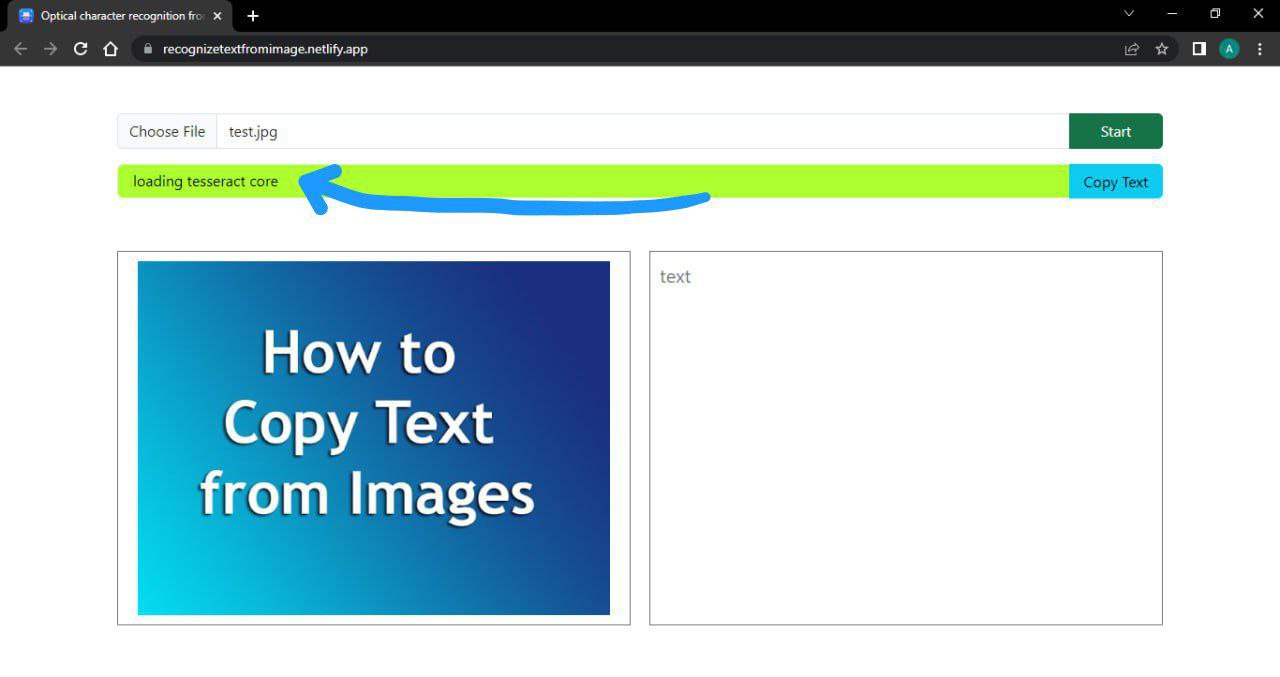 Optical character recognition fro
recognizetextfromimage.netlify.app
A
Choose File test.jpg Start
loading tesseract core Copy Text
How to
Copy Text
from Images
text